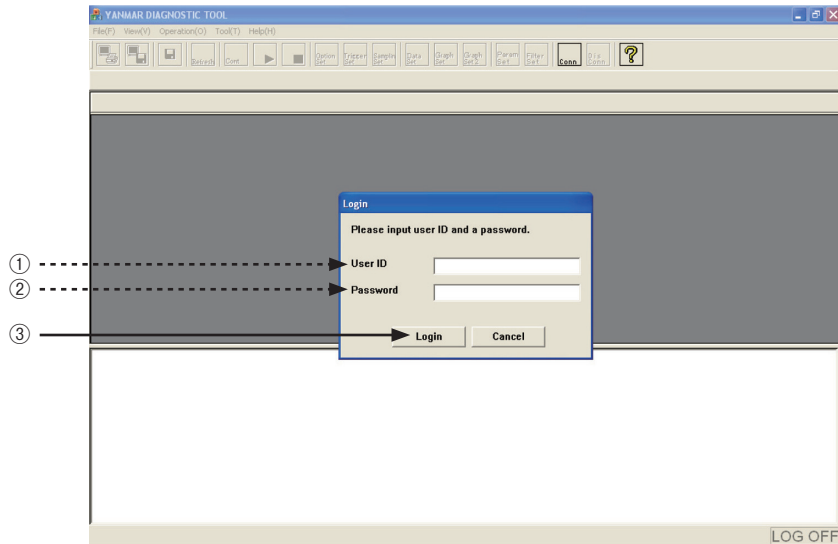 YANMAR DIAGNOSTIC TOOL
File(F) View(V) Operation(O) Tool(T) Help(H)
Refresh Cont. Option Set Trigger Set Samplin Set Data Set Graph Set Graph Set2 Param Set Filter Set Conn Dis Conn ?
Login
Please input user ID and a password.
① User ID
② Password
③ Login Cancel
LOG OFF